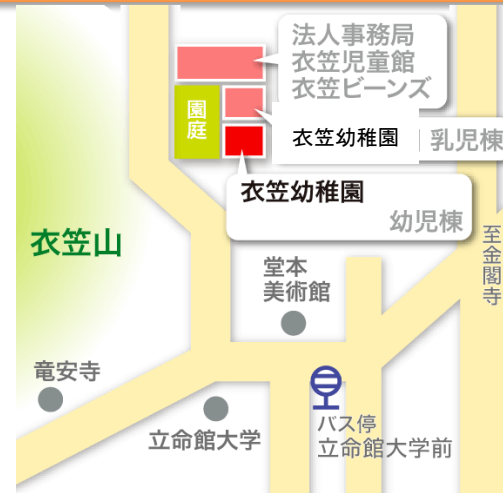 法人事務局
衣笠児童館
衣笠ビーンズ
園庭
衣笠幼稚園 乳児棟
衣笠幼稚園
幼児棟
衣笠山
至金閣寺
堂本
美術館
竜安寺
立命館大学
バス停
立命館大学前